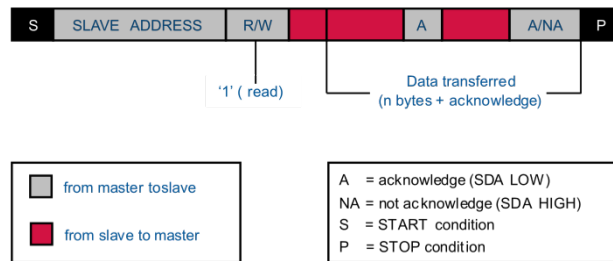 S SLAVE ADDRESS R/W A A/NA P
'1' ( read)
Data transferred
(n bytes + acknowledge)
from master toslave
from slave to master
A = acknowledge (SDA LOW)
NA = not acknowledge (SDA HIGH)
S = START condition
P = STOP condition